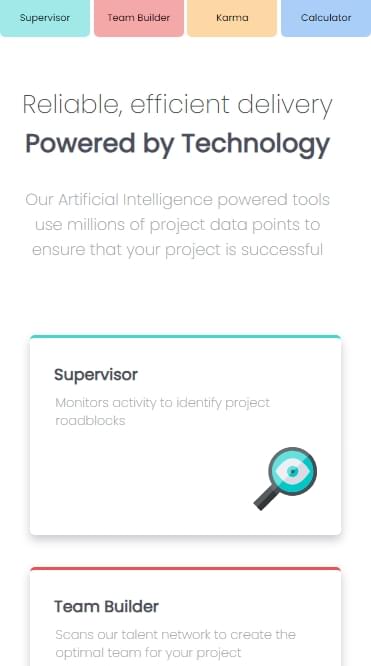 Supervisor
Team Builder
Karma
Calculator
Reliable, efficient delivery
Powered by Technology
Our Artificial Intelligence powered tools
use millions of project data points to
ensure that your project is successful
Supervisor
Monitors activity to identify project
roadblocks
Team Builder
Scans our talent network to create the
optimal team for your project